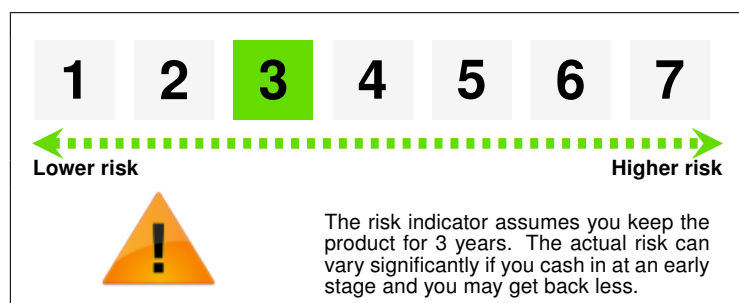 1 2 3 4 5 6 7
Lower risk Higher risk
The risk indicator assumes you keep the
product for 3 years. The actual risk can
vary significantly if you cash in at an early
stage and you may get back less.